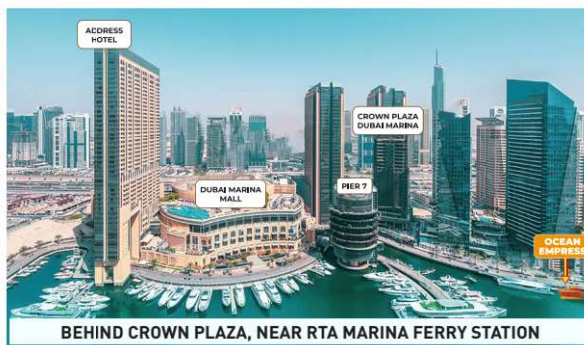 ADDRESS
HOTEL
CROWN PLAZA
DUBAI MARINA
DUBAI MARINA
MALL
PIER 7
OCEAN
EMPRESS
BEHIND CROWN PLAZA, NEAR RTA MARINA FERRY STATION